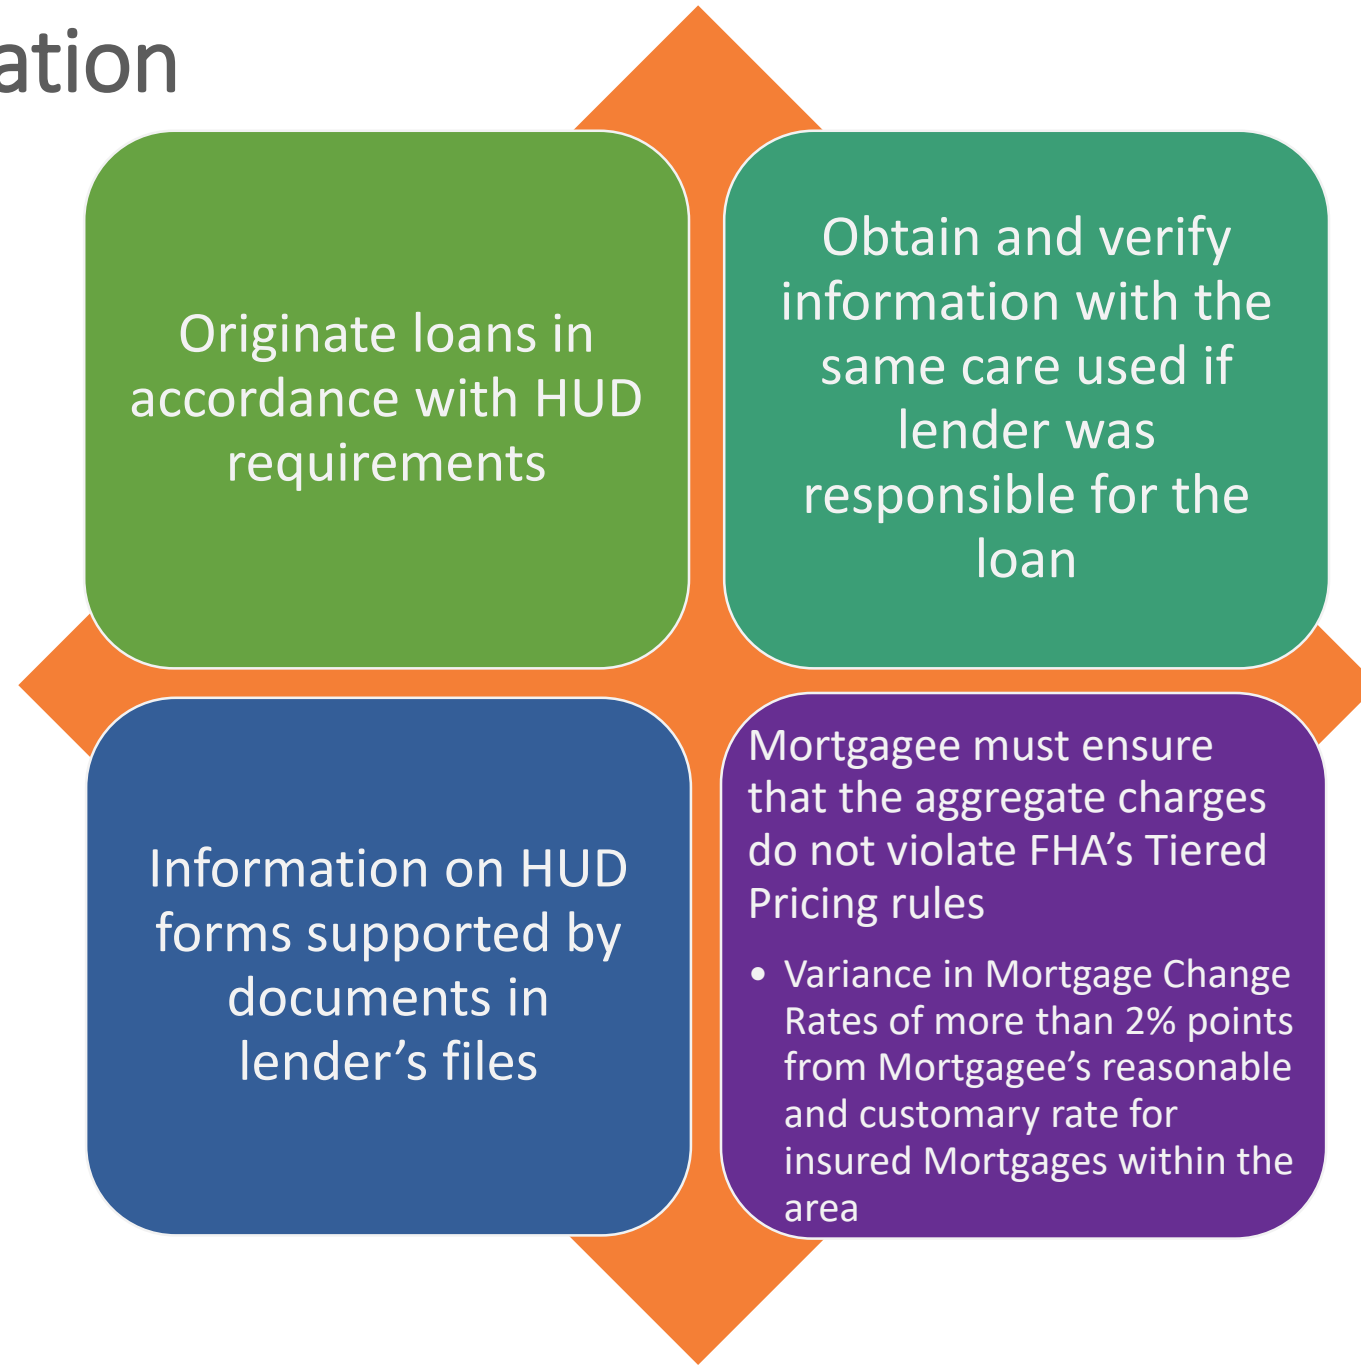 ation
Originate loans in
accordance with HUD
requirements
Obtain and verify
information with the
same care used if
lender was
responsible for the
loan
Information on HUD
forms supported by
documents in
lender’s files
Mortgagee must ensure
that the aggregate charges
do not violate FHA’s Tiered
Pricing rules
• Variance in Mortgage Change
Rates of more than 2% points
from Mortgagee’s reasonable
and customary rate for
insured Mortgages within the
area